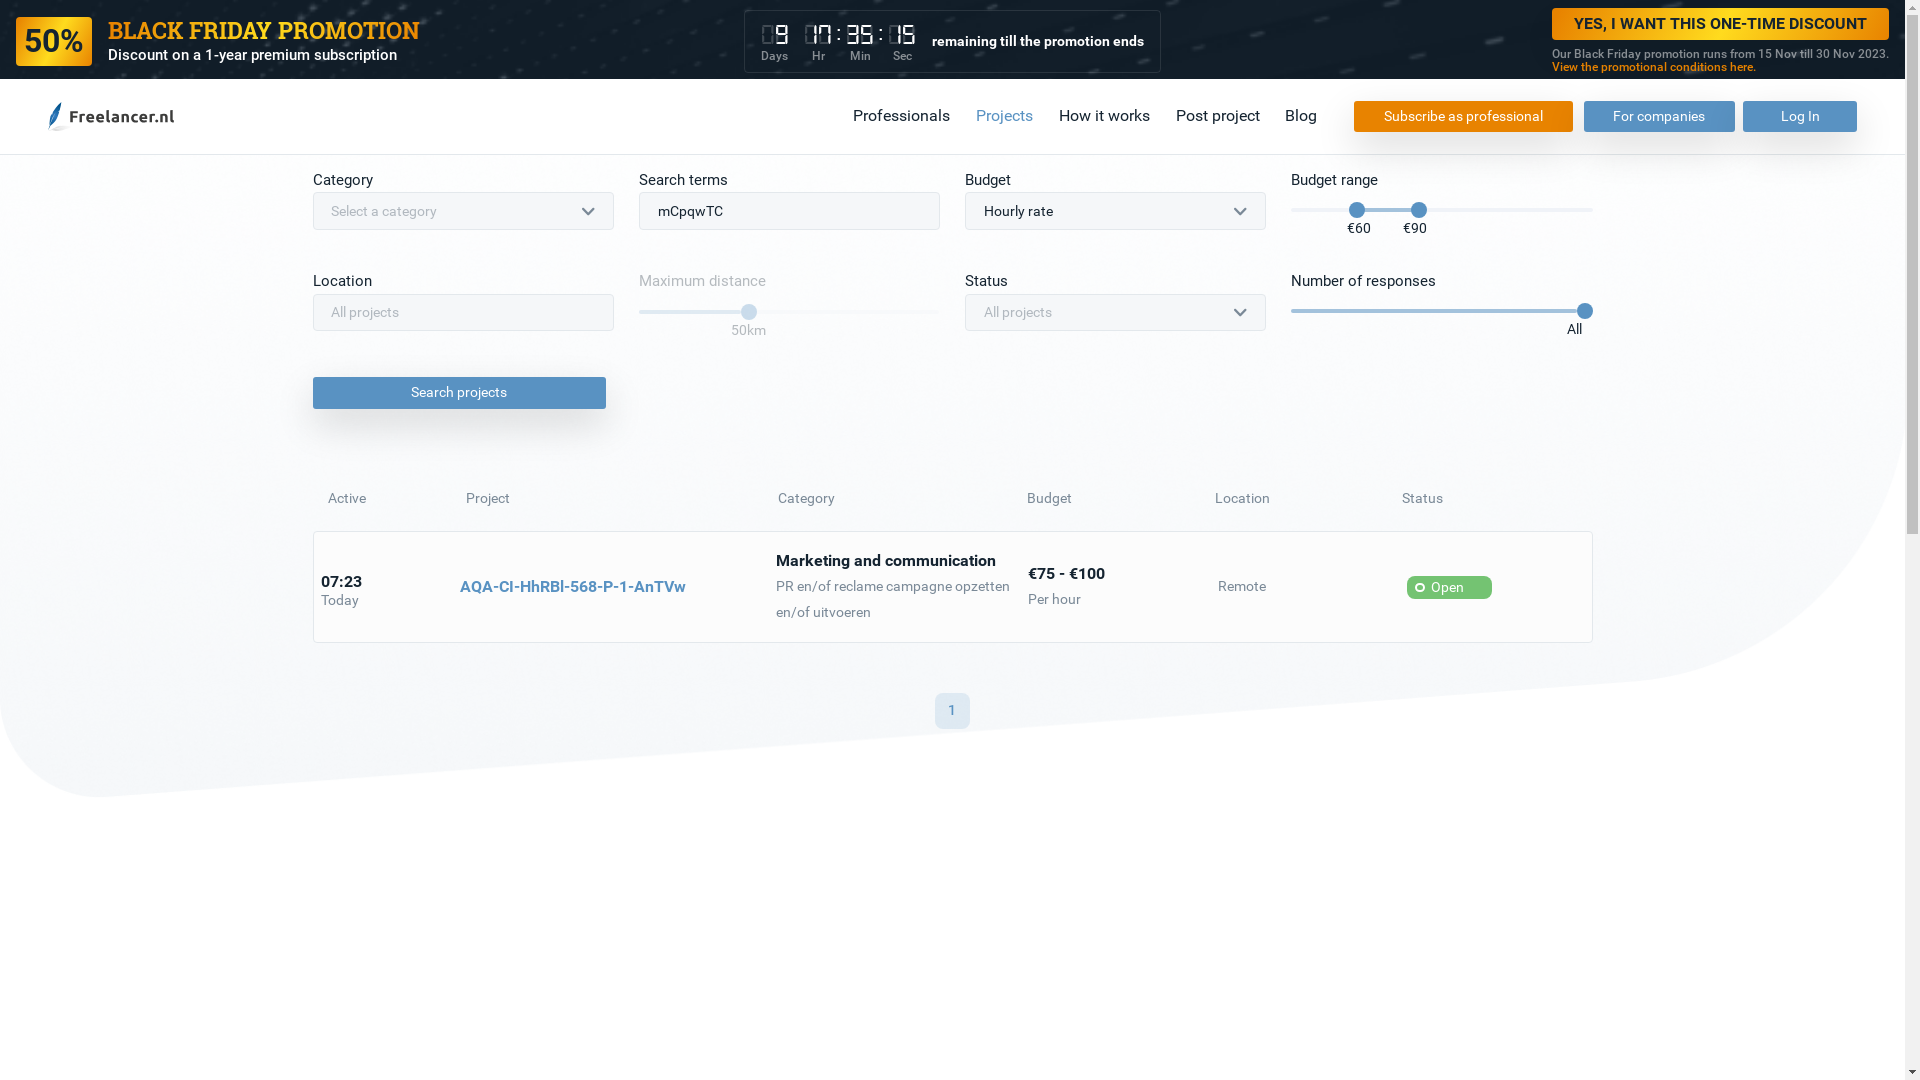 50%
BLACK FRIDAY PROMOTION
Discount on a 1-year premium subscription
9 17:35:15
Days Hr Min Sec
remaining till the promotion ends
YES, I WANT THIS ONE-TIME DISCOUNT
Our Black Friday promotion runs from 15 Nov till 30 Nov 2023.
View the promotional conditions here.
Freelancer.nl
Professionals Projects How it works Post project Blog Subscribe as professional For companies Log In
Category Search terms Budget Budget range
Select a category mCpqwTC Hourly rate
€60 €90
Location Maximum distance Status Number of responses
All projects All projects
50km All
Search projects
Active Project Category Budget Location Status
07:23
Today
AQA-CI-HhRBl-568-P-1-AnTVw
Marketing and communication
PR en/of reclame campagne opzetten
en/of uitvoeren
€75 - €100
Per hour
Remote
Open
1